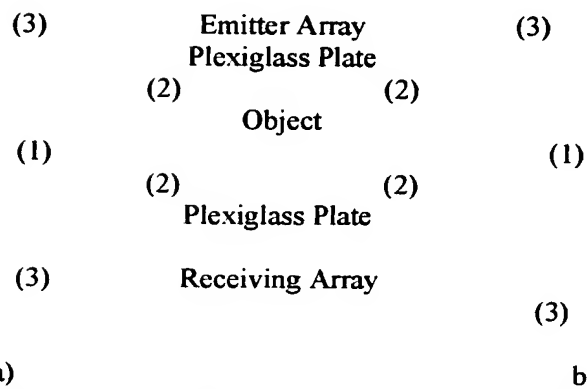 (3) Emitter Array (3)
Plexiglass Plate
(2) (2)
Object
(1) (1)
(2) (2)
Plexiglass Plate
(3) Receiving Array
(3)
) b